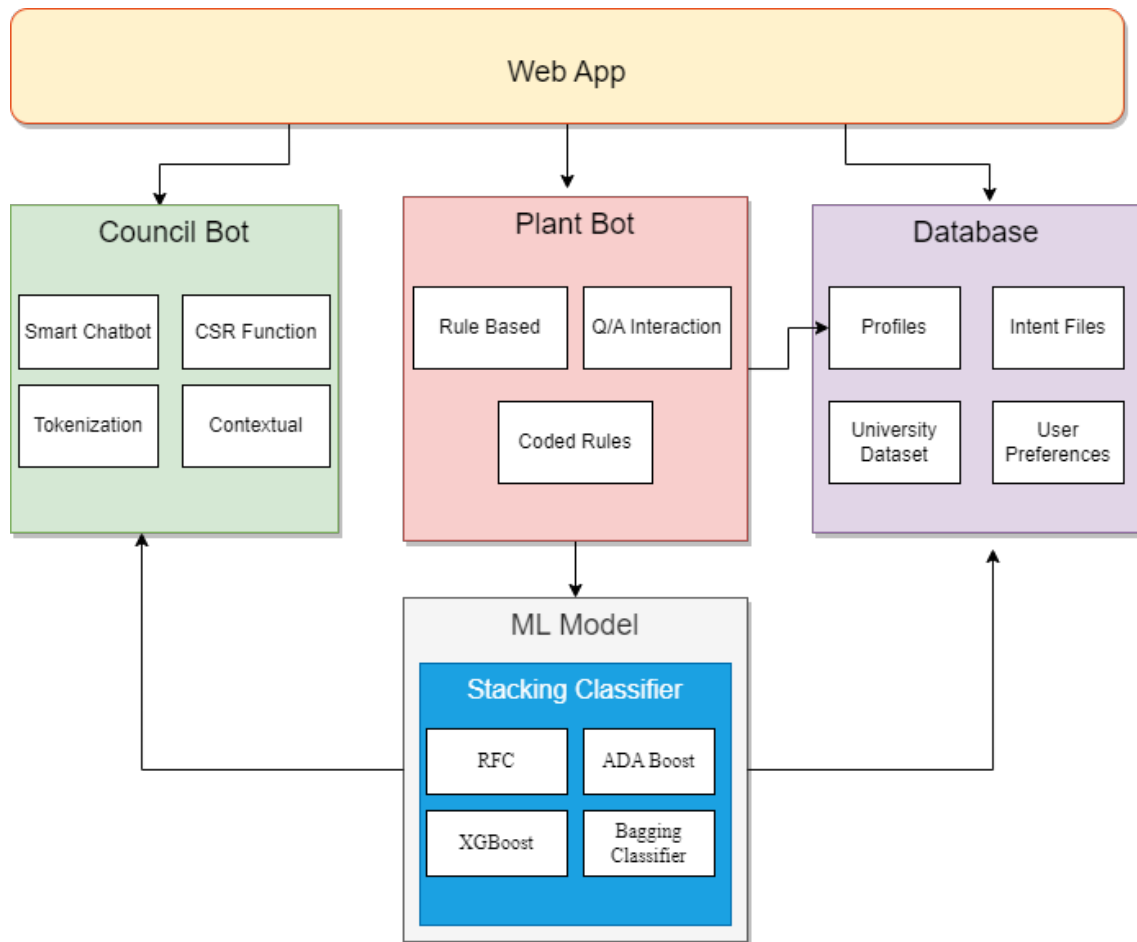 Web App
Council Bot
Smart Chatbot
CSR Function
Tokenization
Contextual
Plant Bot
Rule Based
Q/A Interaction
Coded Rules
Database
Profiles
Intent Files
University
Dataset
User
Preferences
ML Model
Stacking Classifier
RFC
ADA Boost
XGBoost
Bagging
Classifier